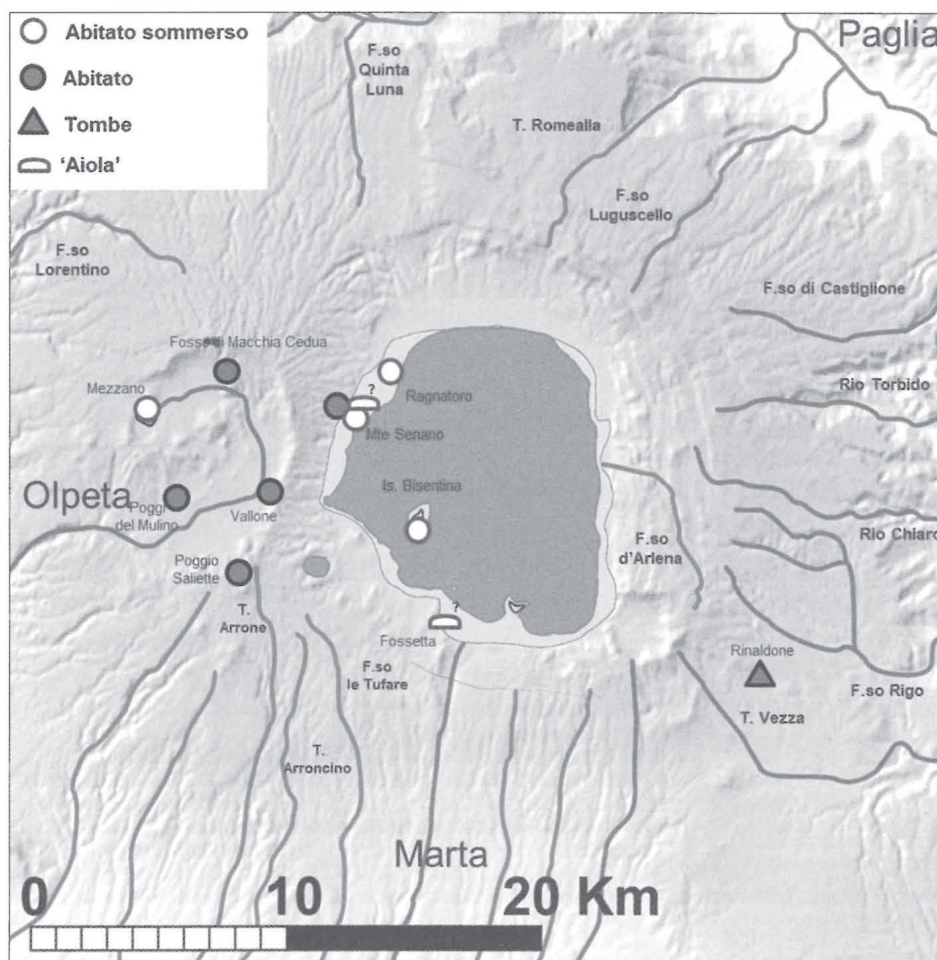 Abitato sommerso
Abitato
Tombe
'Aiola'
Paglia
F.so
Quinta
Luna
T. Romealla
F.so
Luguscello
F.so
Lorentino
F.so di Castiglione
Fosso di Macchia Cedua
Mezzano
?
Ragnatoro
Rio Torbido
Mte Senano
Olpeta
Is. Bisentina
Poggi
del Mulino
Vallone
Rio Chiaro
F.so
d'Arlena
Poggio
Saliette
T.
Arrone
?
Fossetta
Rinaldone
F.so
le Tufare
F.so Rigo
T. Vezza
T.
Arroncino
Marta
0 10 20 Km